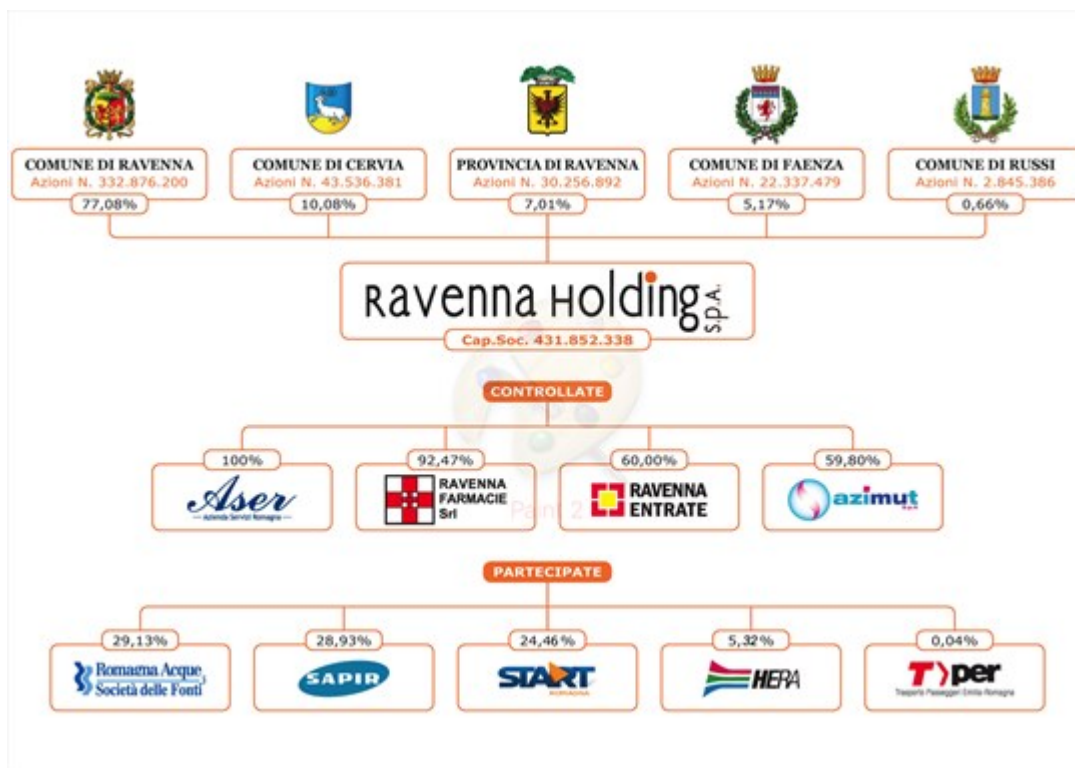 COMUNE DI RAVENNA
Azioni N. 332.876.200
77,08%
COMUNE DI CERVIA
Azioni N. 43.536.381
10,08%
PROVINCIA DI RAVENNA
Azioni N. 30.256.892
7,01%
COMUNE DI FAENZA
Azioni N. 22.337.479
5,17%
COMUNE DI RUSSI
Azioni N. 2.845.386
0,66%
Ravenna Holding s.p.A.
Cap.Soc. 431.852.338
CONTROLLATE
100%
Aser
Azienda Servizi Romagna
92,47%
RAVENNA
FARMACIE
Srl
60,00%
RAVENNA
ENTRATE
59,80%
azimut
Paint 2
PARTECIPATE
29,13%
Romagna Acque
Società delle Fonti
28,93%
SAPIR
24,46%
START
ROMAGNA
5,32%
HERA
0,04%
T>per
Trasporto Passeggeri Emilia-Romagna